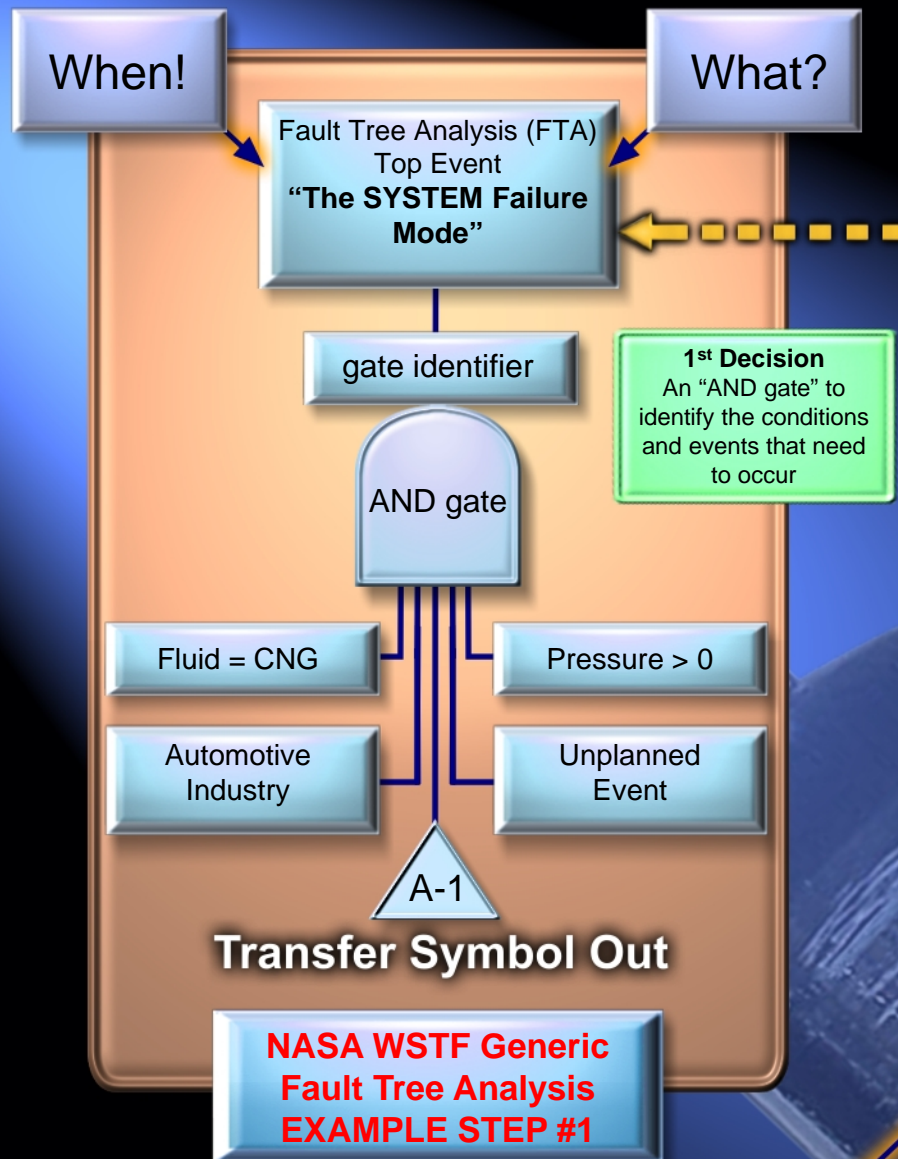 When!
What?
Fault Tree Analysis (FTA)
Top Event
“The SYSTEM Failure
Mode”
gate identifier
1st Decision
An “AND gate” to
identify the conditions
and events that need
to occur
AND gate
Fluid = CNG
Pressure > 0
Automotive
Industry
Unplanned
Event
A-1
Transfer Symbol Out
NASA WSTF Generic
Fault Tree Analysis
EXAMPLE STEP #1